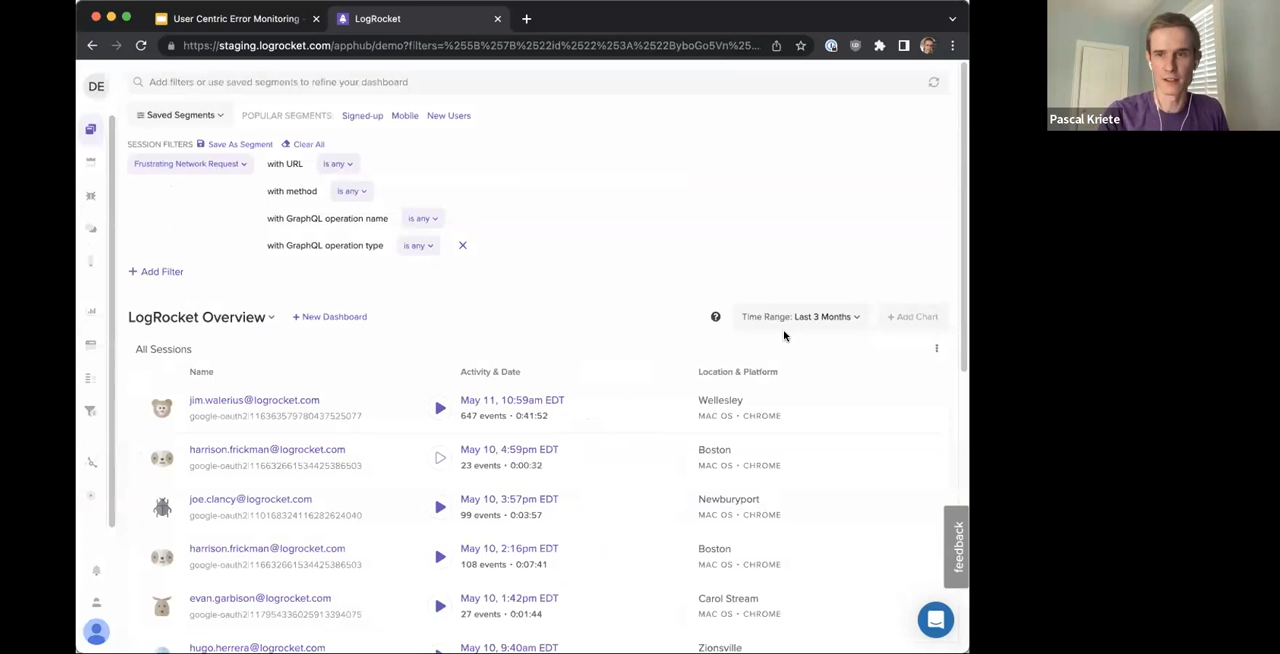 User Centric Error Monitoring
LogRocket
https://staging.logrocket.com/apphub/demo?filters=%255B%257B%2522id%2522%253A%2522ByboGo5Vn%25...
DE
Add filters or use saved segments to refine your dashboard
Saved Segments
POPULAR SEGMENTS:
Signed-up
Mobile
New Users
SESSION FILTERS
Save As Segment
Clear All
Frustrating Network Request
with URL
is any
with method
is any
with GraphQL operation name
is any
with GraphQL operation type
is any
+ Add Filter
LogRocket Overview
+ New Dashboard
Time Range: Last 3 Months
+ Add Chart
All Sessions
Name
Activity & Date
Location & Platform
jim.walerius@logrocket.com
May 11, 10:59am EDT
Wellesley
google-oauth2|116363579780437525077
647 events • 0:41:52
MAC OS • CHROME
harrison.frickman@logrocket.com
May 10, 4:59pm EDT
Boston
google-oauth2|116632661534425386503
23 events • 0:00:32
MAC OS • CHROME
joe.clancy@logrocket.com
May 10, 3:57pm EDT
Newburyport
google-oauth2|110168324116282624040
99 events • 0:03:57
MAC OS • CHROME
harrison.frickman@logrocket.com
May 10, 2:16pm EDT
Boston
google-oauth2|116632661534425386503
108 events • 0:07:41
MAC OS • CHROME
evan.garbison@logrocket.com
May 10, 1:42pm EDT
Carol Stream
google-oauth2|117954336025913394075
27 events • 0:01:44
MAC OS • CHROME
hugo.herrera@logrocket.com
May 10, 9:40am EDT
Zionsville
feedback
Pascal Kriete